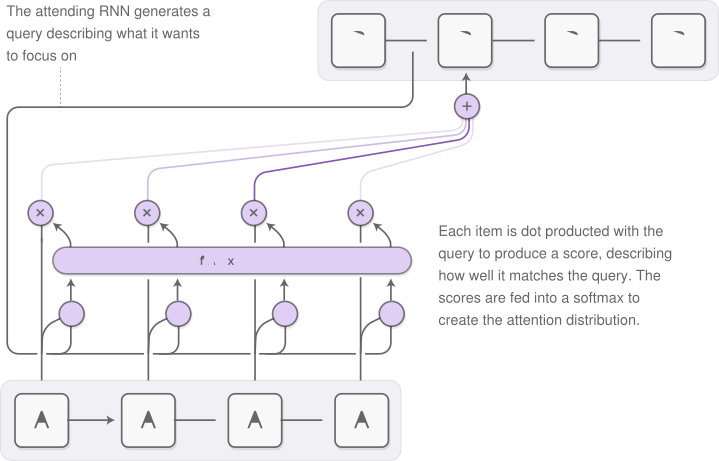 The attending RNN generates a
query describing what it wants
to focus on
+
× × × ×
Each item is dot producted with the
query to produce a score, describing
how well it matches the query. The
scores are fed into a softmax to
create the attention distribution.
A A A A